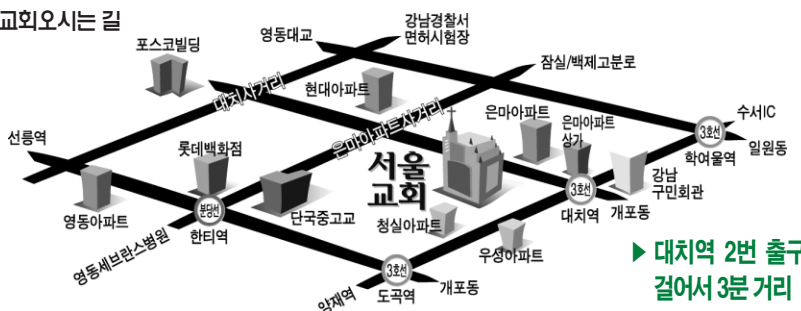 교회오시는 길
강남경찰서
면허시험장
영동대교
포스코빌딩
잠실/백제고분로
대치사거리
현대아파트
은마아파트사거리
은마아파트
은마아파트
상가
수서IC
3호선
학여울역
일원동
선릉역
롯데백화점
서울
교회
강남
구민회관
3호선
대치역
개포동
영동아파트
분당선
한티역
단국중고교
청실아파트
영동세브란스병원
우성아파트
3호선
도곡역
개포동
양재역
▶ 대치역 2번 출구
걸어서 3분 거리